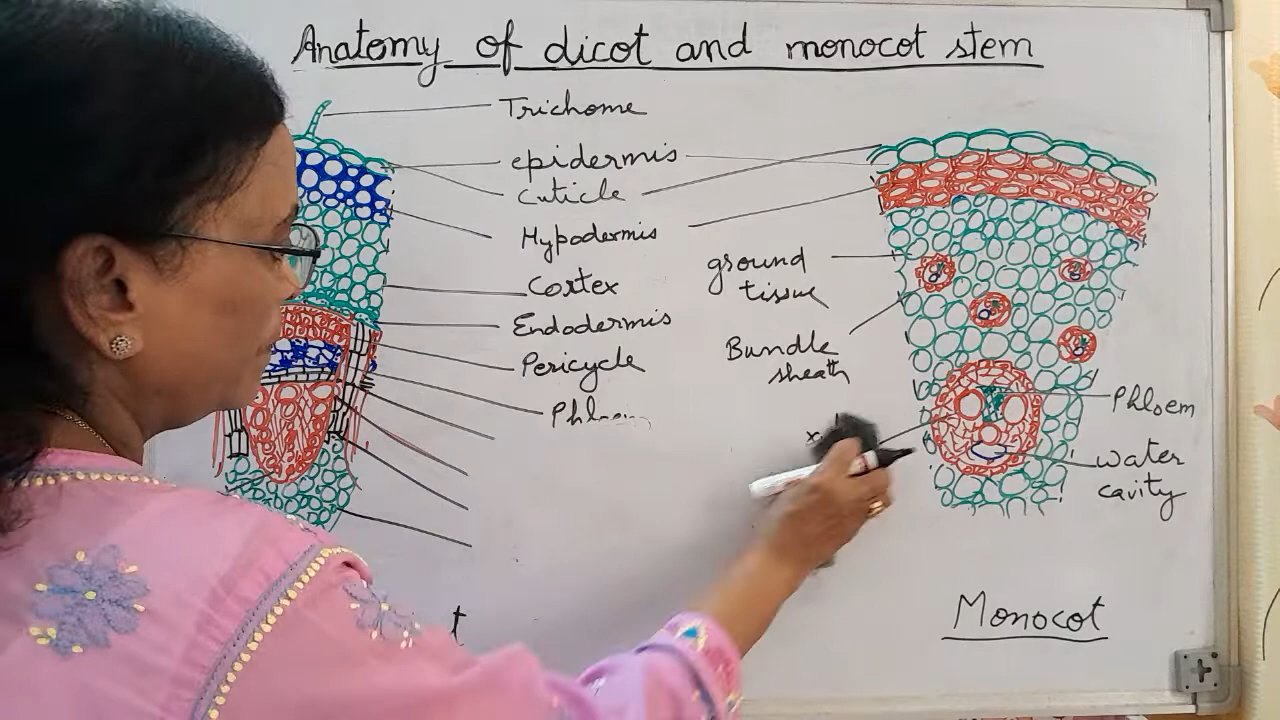 Anatomy of dicot and monocot stem
Trichome
epidermis
Cuticle
Hypodermis
Cortex
Endodermis
Pericycle
ground
tissue
Bundle
sheath
Phloem
water
cavity
Monocot